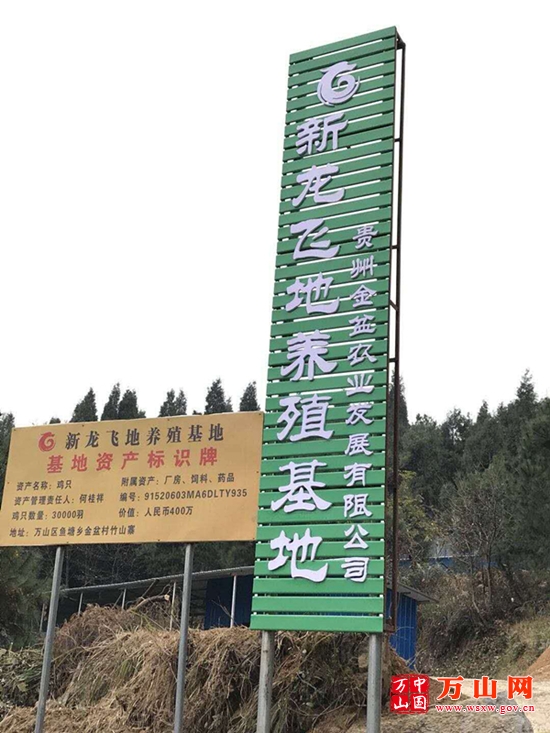 新龙飞地养殖基地
贵州金盆农业发展有限公司
新龙飞地养殖基地
基地资产标识牌
资产名称：鸡只 附属资产：厂房、饲料、药品
资产管理责任人：何桂祥 编号：91520603MA6DLTY935
鸡只数量：30000羽 价值：人民币400万
地址：万山区鱼塘乡金盆村竹山寨
中国万山 万山网
www.wsxw.gov.cn